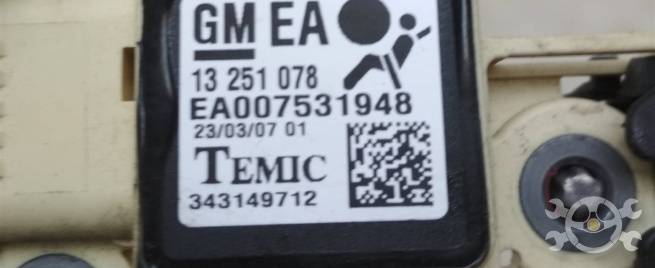 GM EA
13 251 078
EA007531948
23/03/07 01
TEMIC
343149712